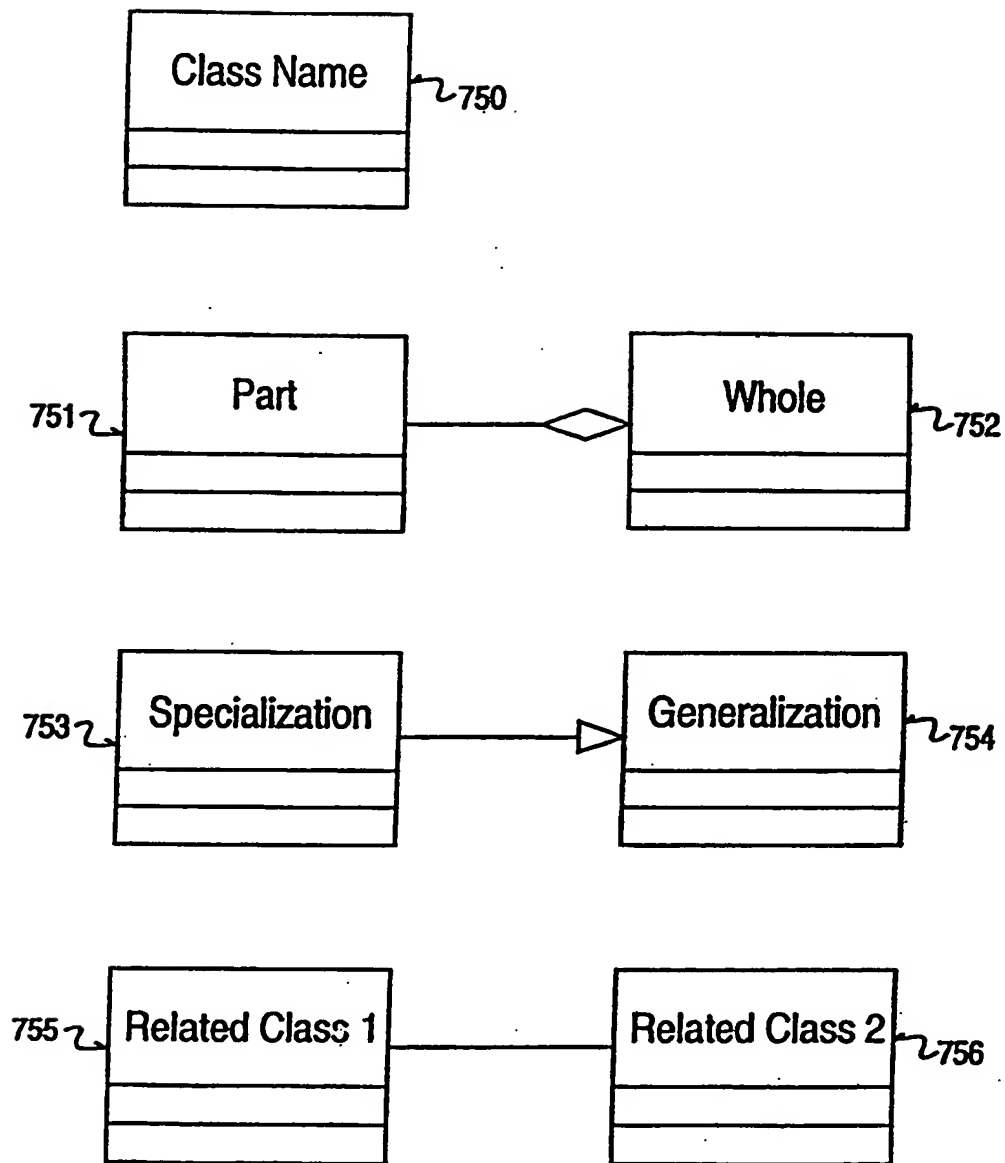 Class Name
750
Part
Whole
751
752
Specialization
Generalization
753
754
Related Class 1
Related Class 2
755
756